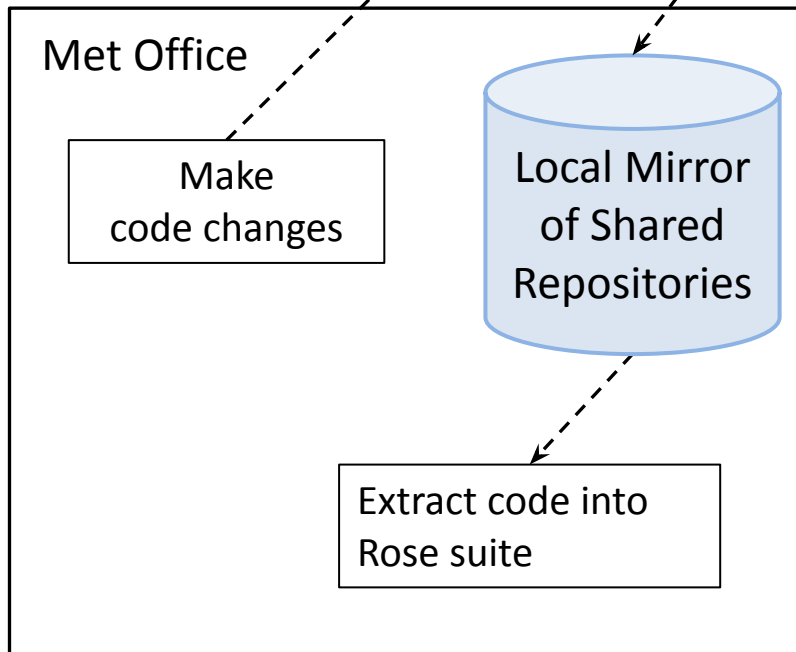 Met Office
Make
code changes
Local Mirror
of Shared
Repositories
Extract code into
Rose suite